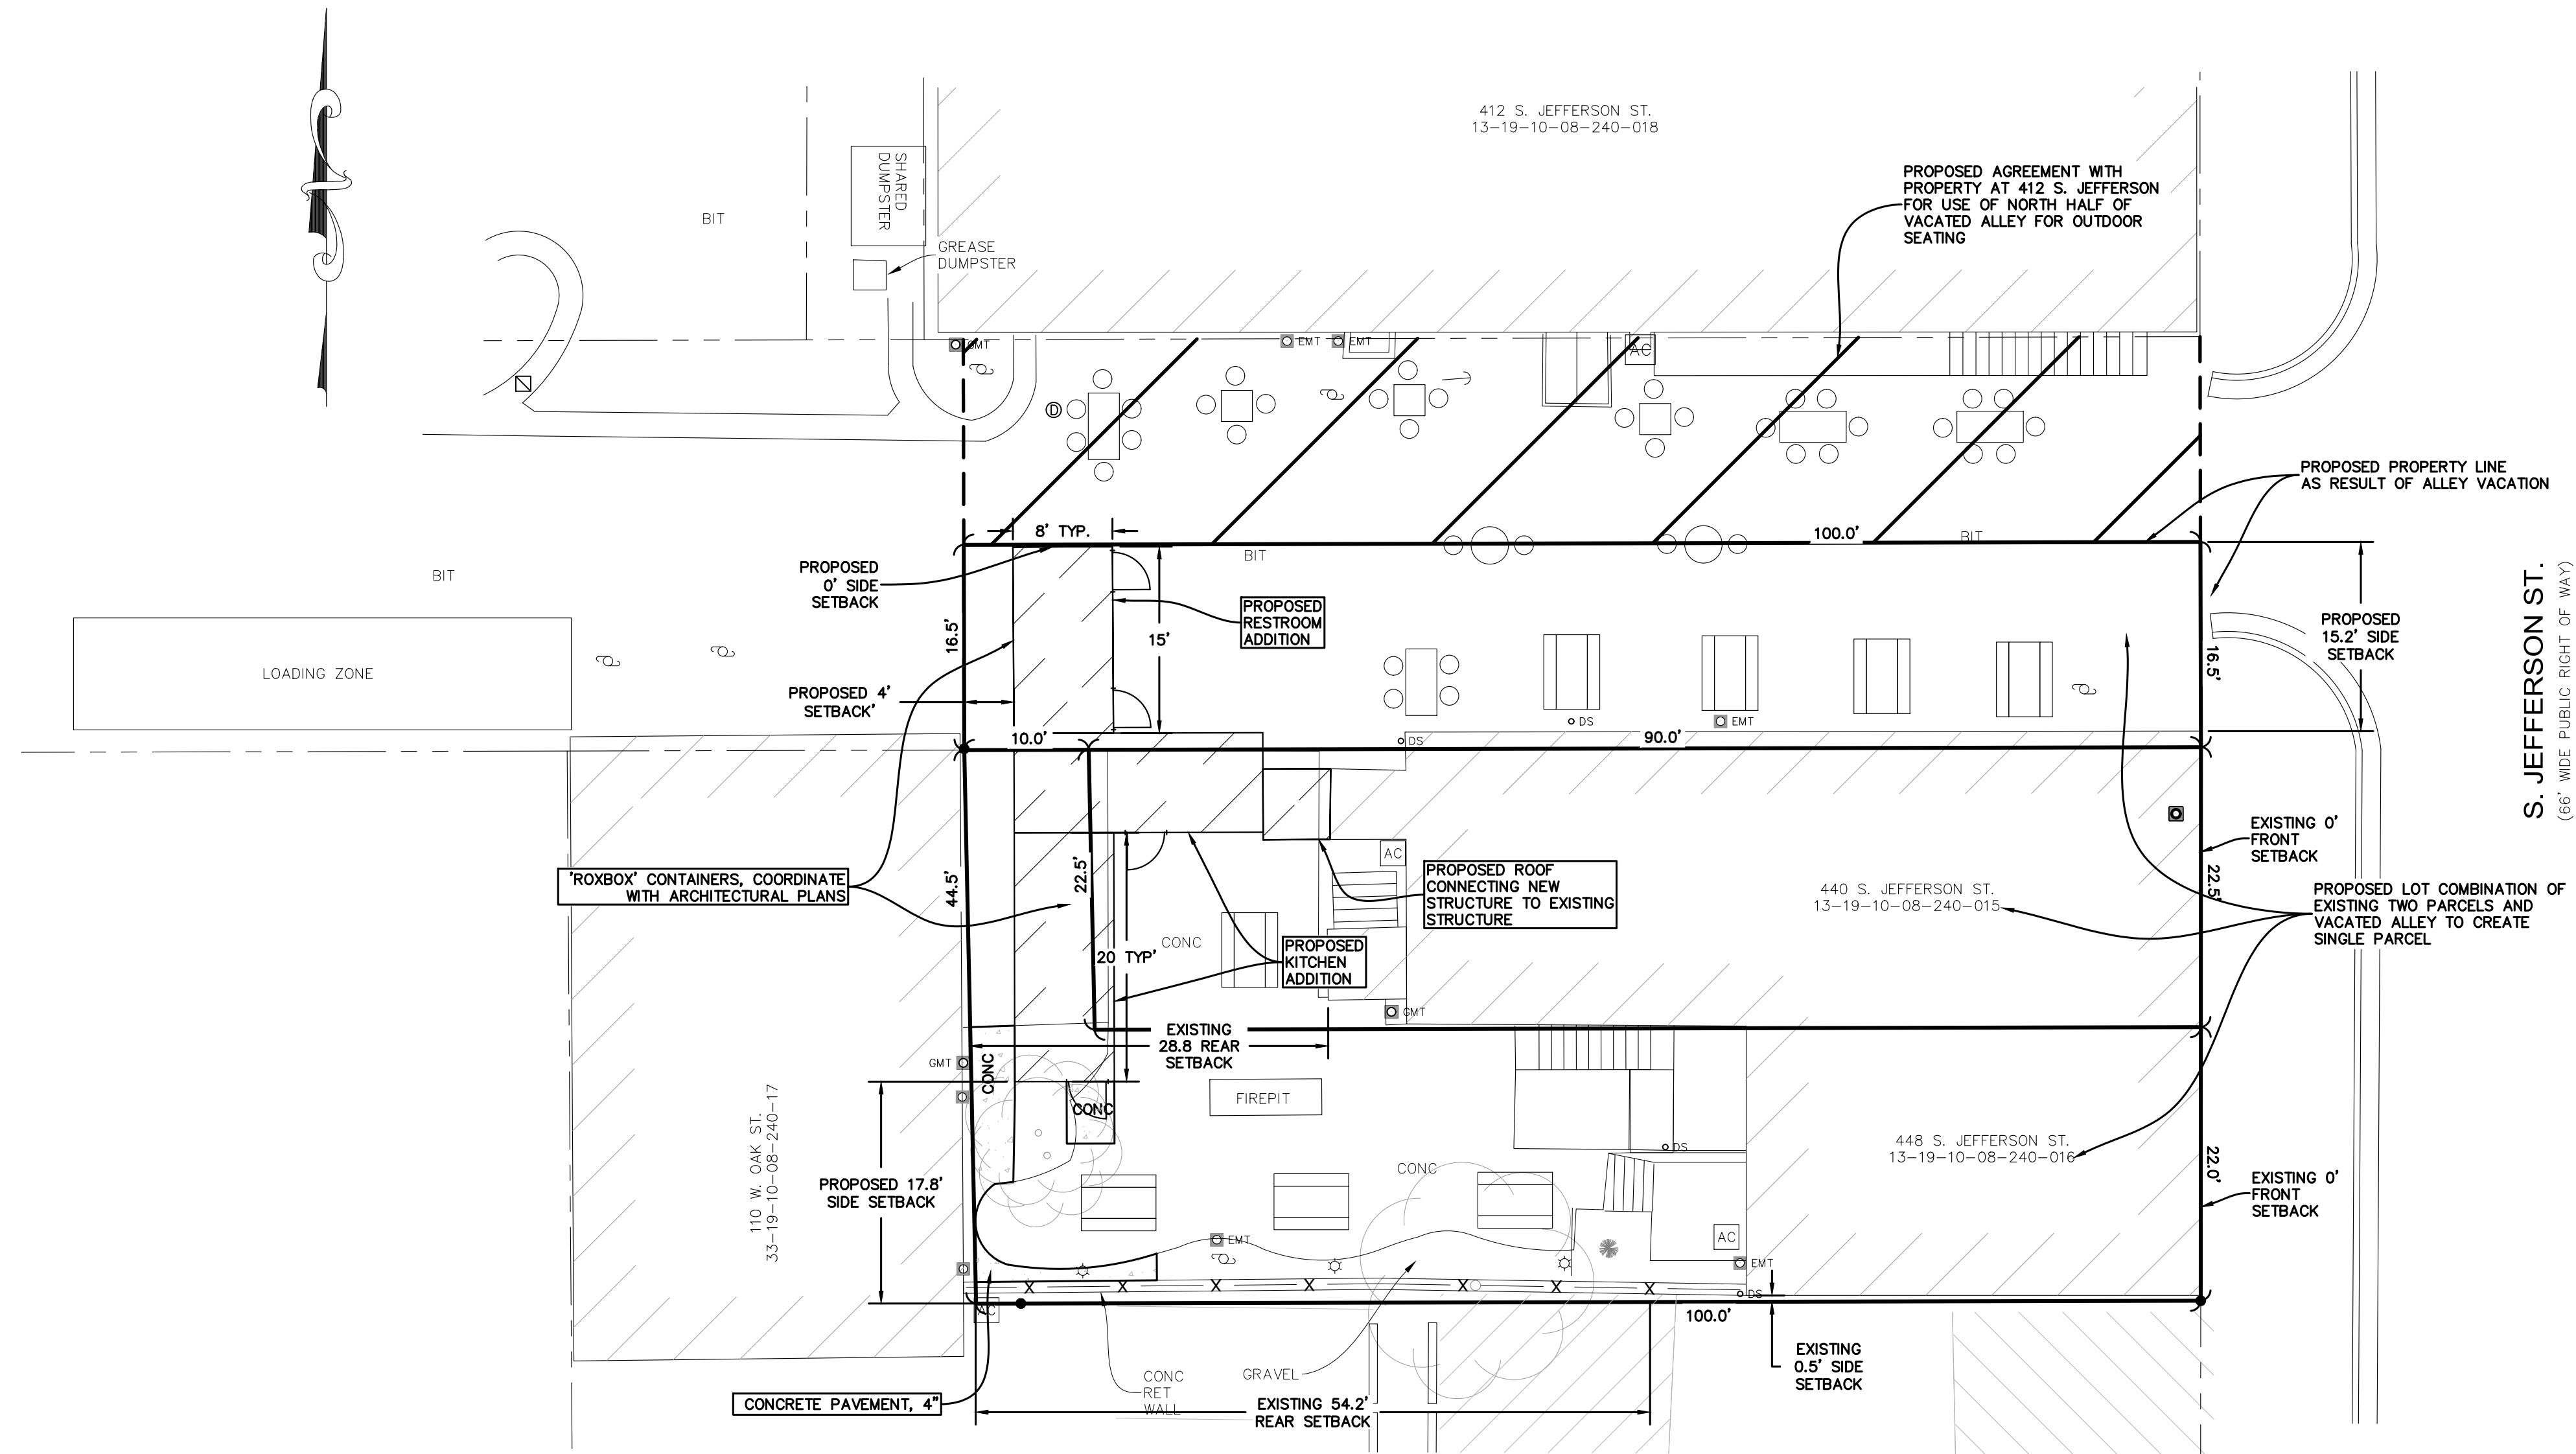 412 S. JEFFERSON ST.
13-19-10-08-240-018
SHARED
DUMPSTER
BIT
GREASE
DUMPSTER
PROPOSED AGREEMENT WITH
PROPERTY AT 412 S. JEFFERSON
FOR USE OF NORTH HALF OF
VACATED ALLEY FOR OUTDOOR
SEATING
GMT
EMT
EMT
AC
D
PROPOSED PROPERTY LINE
AS RESULT OF ALLEY VACATION
8' TYP.
100.0'
BIT
BIT
BIT
PROPOSED
0' SIDE
SETBACK
PROPOSED
RESTROOM
ADDITION
16.5'
15'
PROPOSED
15.2' SIDE
SETBACK
16.5'
S. JEFFERSON ST.
(66' WIDE PUBLIC RIGHT OF WAY)
LOADING ZONE
PROPOSED 4'
SETBACK'
DS
EMT
DS
10.0'
90.0'
EXISTING 0'
FRONT
SETBACK
AC
'ROXBOX' CONTAINERS, COORDINATE
WITH ARCHITECTURAL PLANS
44.5'
22.5'
PROPOSED ROOF
CONNECTING NEW
STRUCTURE TO EXISTING
STRUCTURE
440 S. JEFFERSON ST.
13-19-10-08-240-015
22.5'
PROPOSED LOT COMBINATION OF
EXISTING TWO PARCELS AND
VACATED ALLEY TO CREATE
SINGLE PARCEL
CONC
20 TYP'
PROPOSED
KITCHEN
ADDITION
GMT
EXISTING
28.8 REAR
SETBACK
GMT
CONC
CONC
FIREPIT
110 W. OAK ST.
33-19-10-08-240-17
448 S. JEFFERSON ST.
13-19-10-08-240-016
22.0'
DS
CONC
PROPOSED 17.8'
SIDE SETBACK
EXISTING 0'
FRONT
SETBACK
EMT
AC
EMT
X X X X X X X
DS
AC
100.0'
EXISTING
0.5' SIDE
SETBACK
CONC
RET
WALL
GRAVEL
CONCRETE PAVEMENT, 4"
EXISTING 54.2'
REAR SETBACK